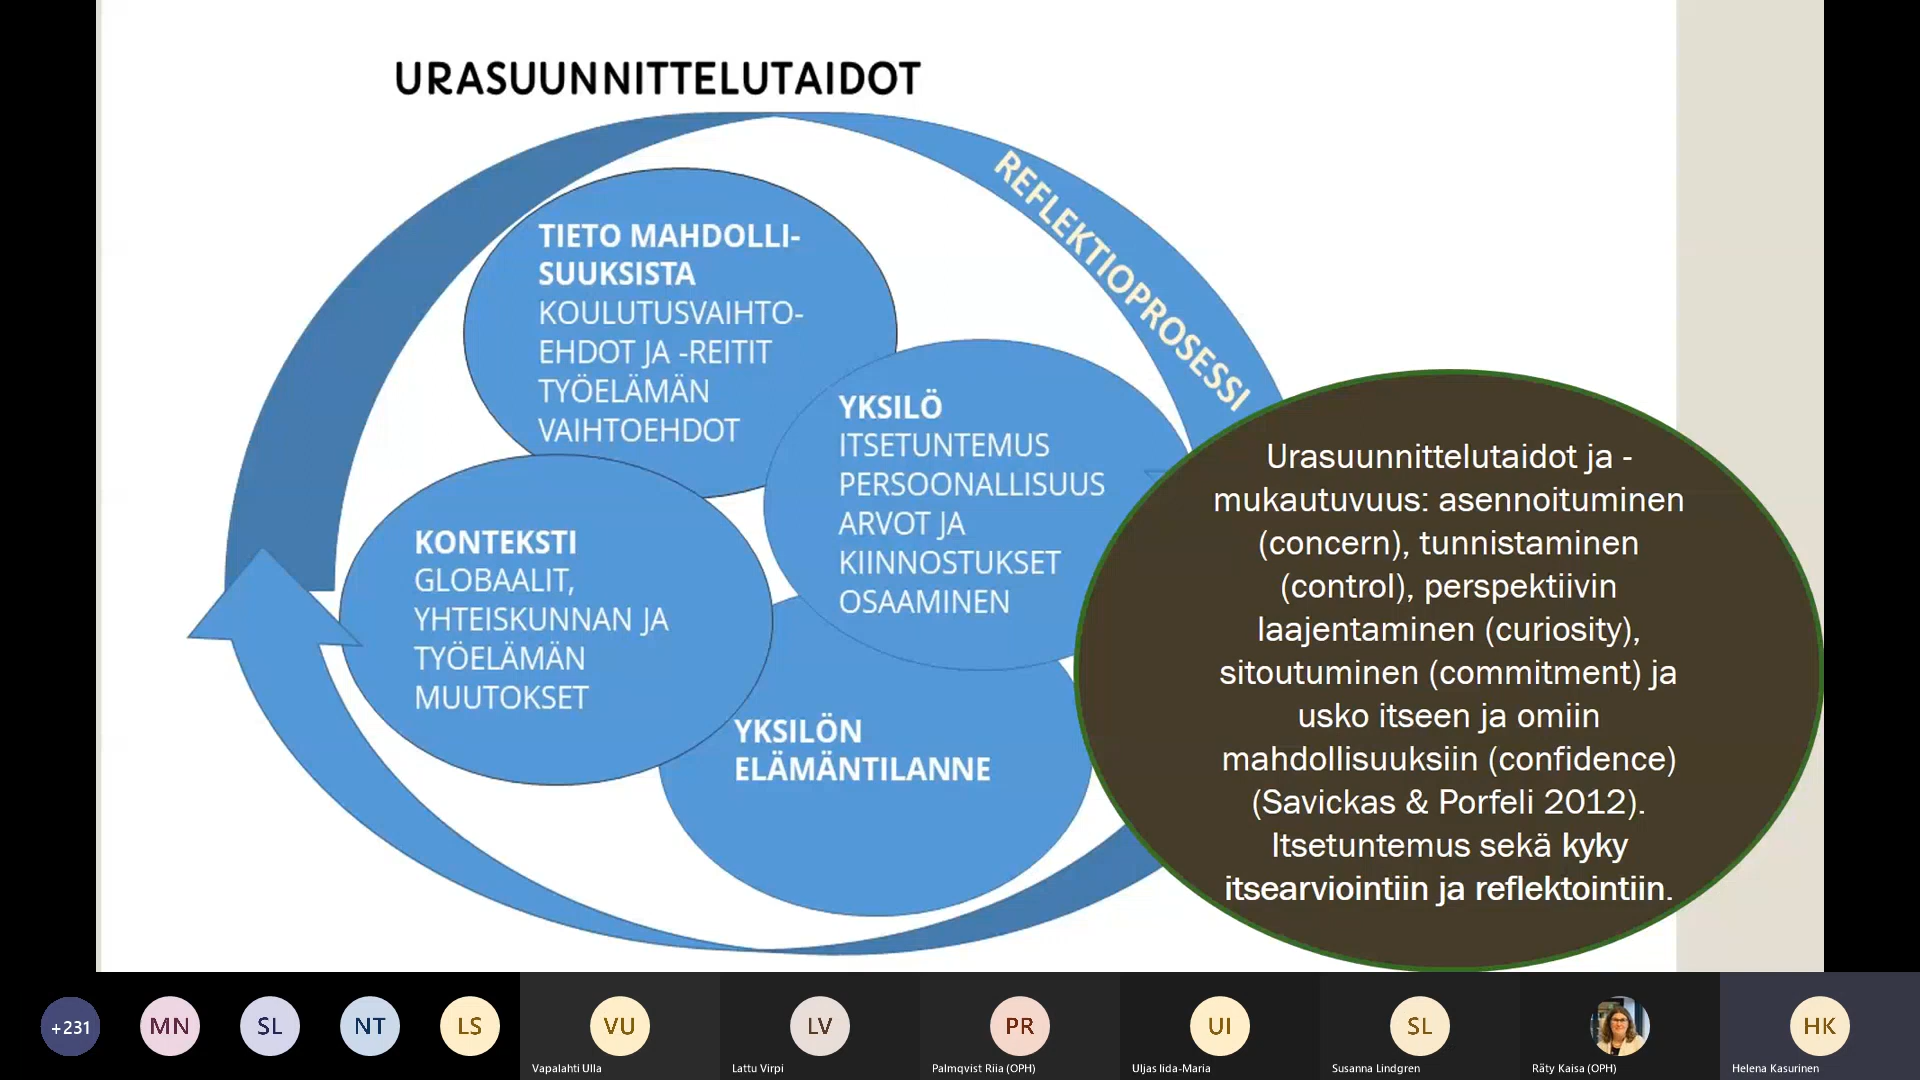 URASUUNNITTELUTAIDOT
REFLEKTIOPROSESSI
TIETO MAHDOLLI-
SUUKSISTA
KOULUTUSVAIHTO-
EHDOT JA -REITIT
TYÖELÄMÄN
VAIHTOEHDOT
YKSILÖ
ITSETUNTEMUS
PERSOONALLISUUS
ARVOT JA
KIINNOSTUKSET
OSAAMINEN
KONTEKSTI
GLOBAALIT,
YHTEISKUNNAN JA
TYÖELÄMÄN
MUUTOKSET
YKSILÖN
ELÄMÄNTILANNE
Urasuunnittelutaidot ja -
mukautuvuus: asennoituminen
(concern), tunnistaminen
(control), perspektiivin
laajentaminen (curiosity),
sitoutuminen (commitment) ja
usko itseen ja omiin
mahdollisuuksiin (confidence)
(Savickas & Porfeli 2012).
Itsetuntemus sekä kyky
itsearviointiin ja reflektointiin.
+231
MN
SL
NT
LS
VU
Vapalahti Ulla
LV
Lattu Virpi
PR
Palmqvist Riia (OPH)
UI
Uljas Iida-Maria
SL
Susanna Lindgren
Räty Kaisa (OPH)
HK
Helena Kasurinen